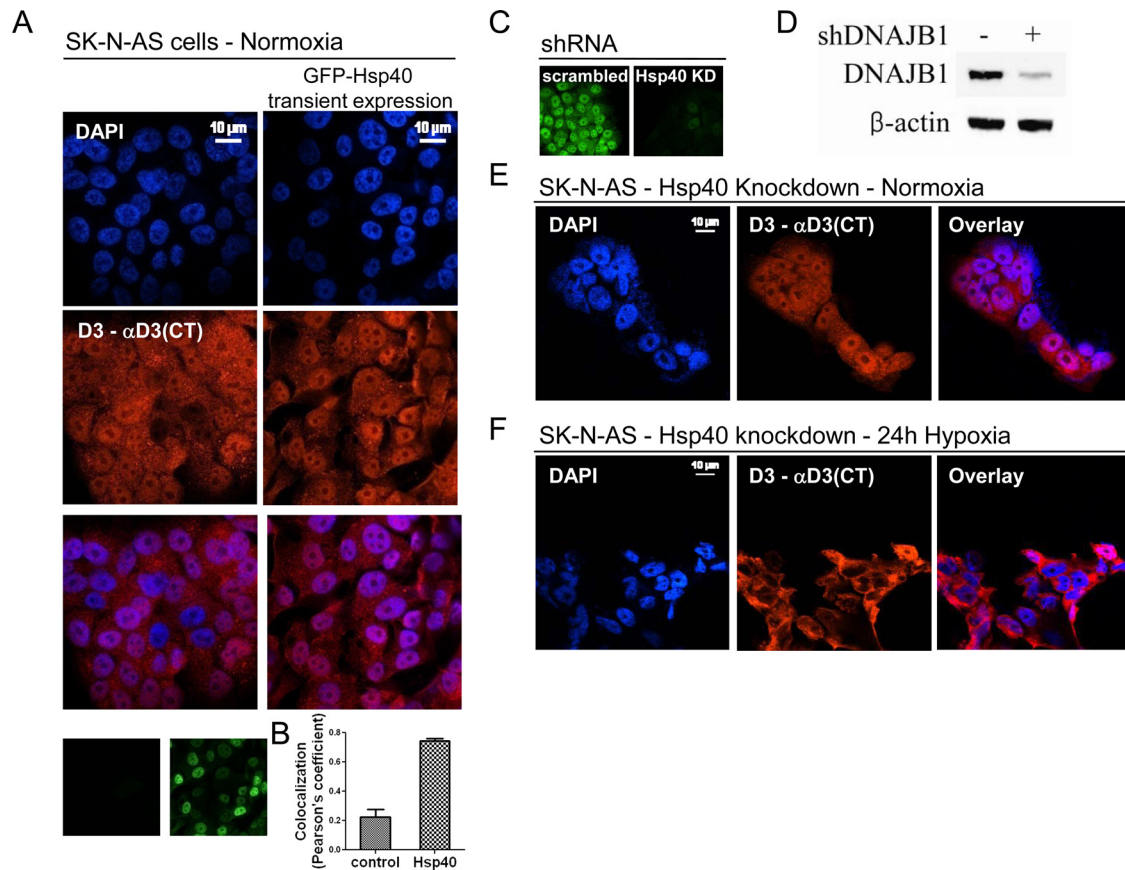 A
SK-N-AS cells - Normoxia
GFP-Hsp40
transient expression
DAPI
10 µm
10 µm
D3 - αD3(CT)
B
Colocalization
(Pearson's coefficient)
0.8
0.6
0.4
0.2
0.0
control
Hsp40
C
shRNA
scrambled
Hsp40 KD
D
shDNAJB1 - +
DNAJB1
β-actin
E
SK-N-AS - Hsp40 Knockdown - Normoxia
DAPI
10 µm
D3 - αD3(CT)
Overlay
F
SK-N-AS - Hsp40 knockdown - 24h Hypoxia
DAPI
10 µm
D3 - αD3(CT)
Overlay